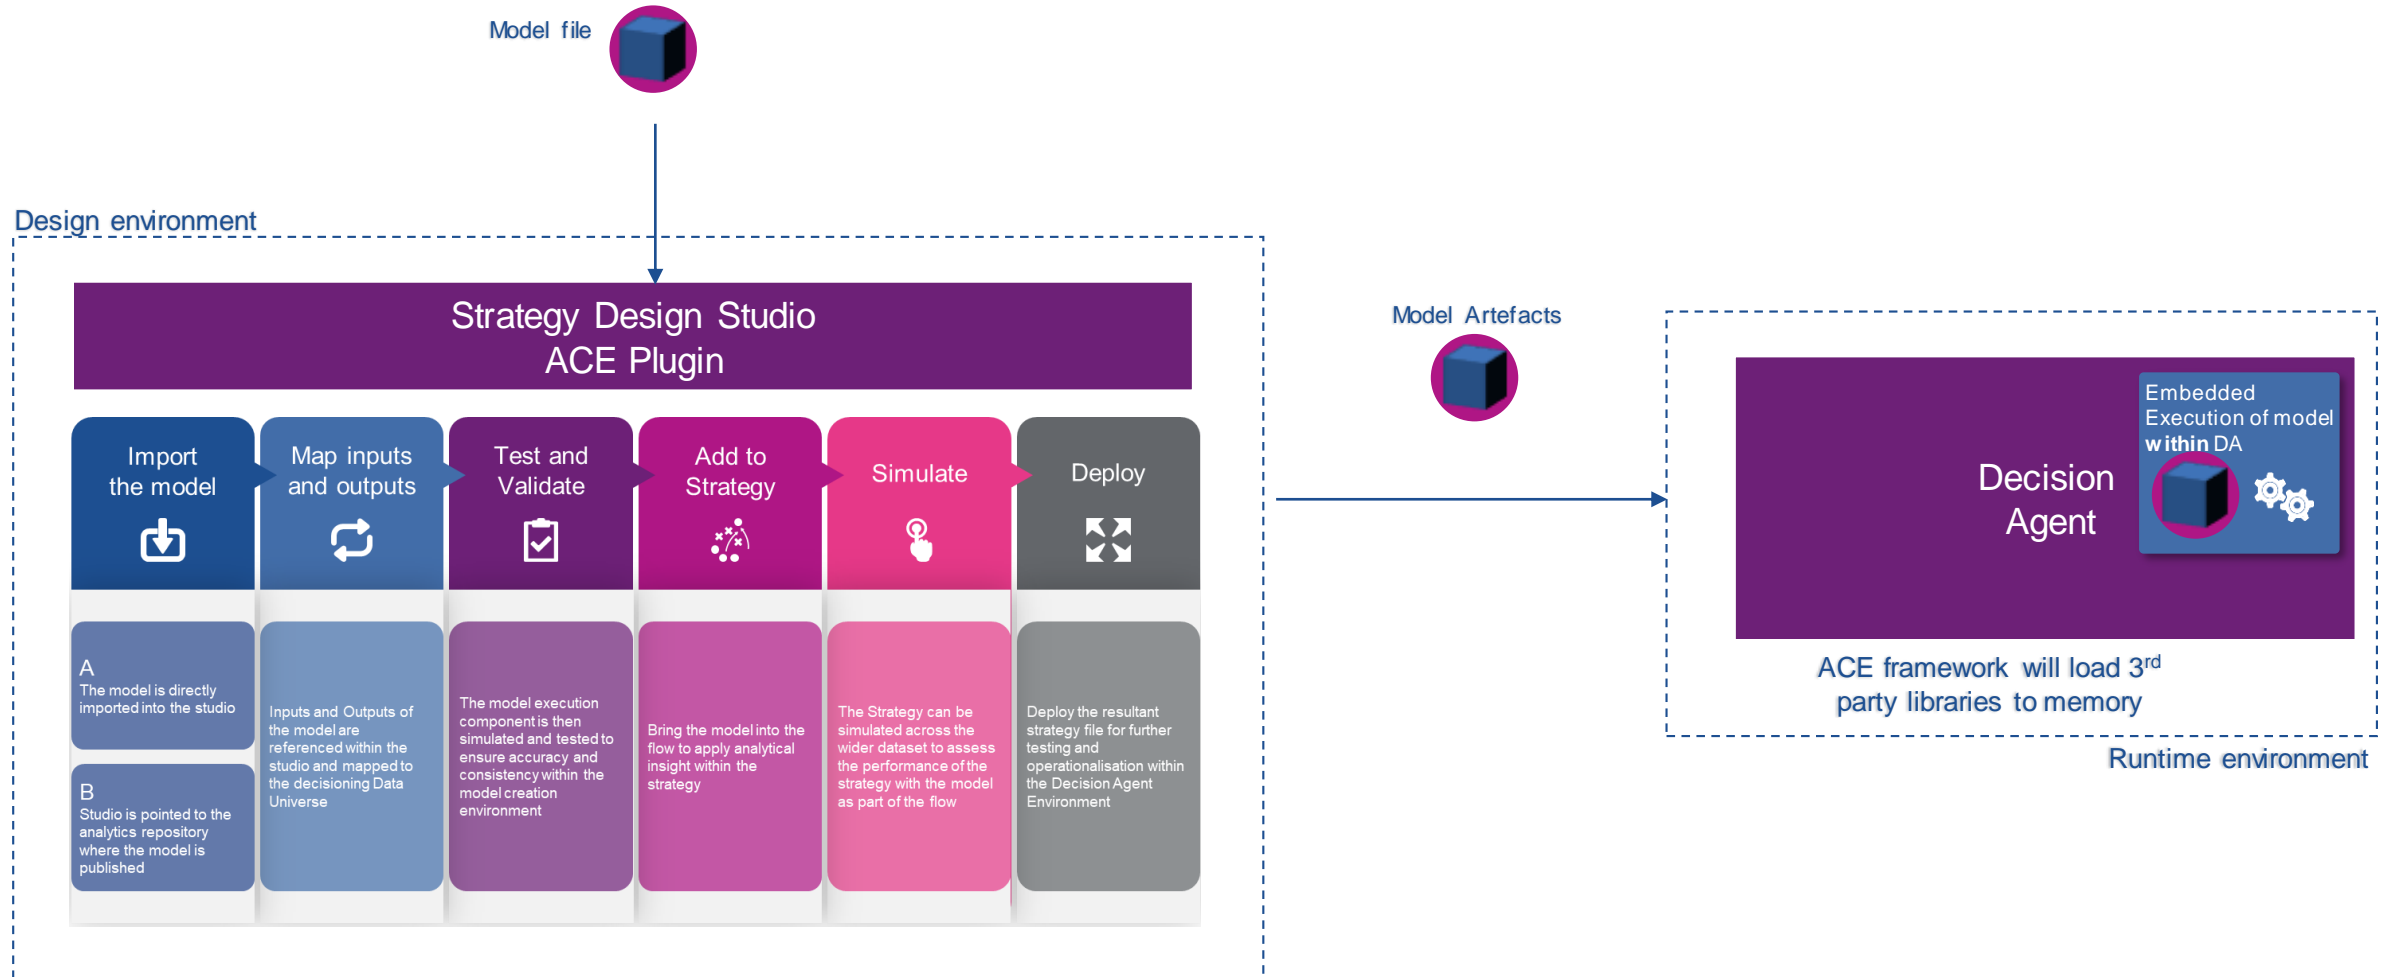 Model file
Design environment
Strategy Design Studio
ACE Plugin
Import
the model
Map inputs
and outputs
Test and
Validate
Add to
Strategy
Simulate
Deploy
A
The model is directly
imported into the studio
B
Studio is pointed to the
analytics repository
where the model is
published
Inputs and Outputs of
the model are
referenced within the
studio and mapped to
the decisioning Data
Universe
The model execution
component is then
simulated and tested to
ensure accuracy and
consistency within the
model creation
environment
Bring the model into the
flow to apply analytical
insight within the
strategy
The Strategy can be
simulated across the
wider dataset to assess
the performance of the
strategy with the model
as part of the flow
Deploy the resultant
strategy file for further
testing and
operationalisation within
the Decision Agent
Environment
Model Artefacts
Decision
Agent
Embedded
Execution of model
within DA
ACE framework will load 3rd
party libraries to memory
Runtime environment